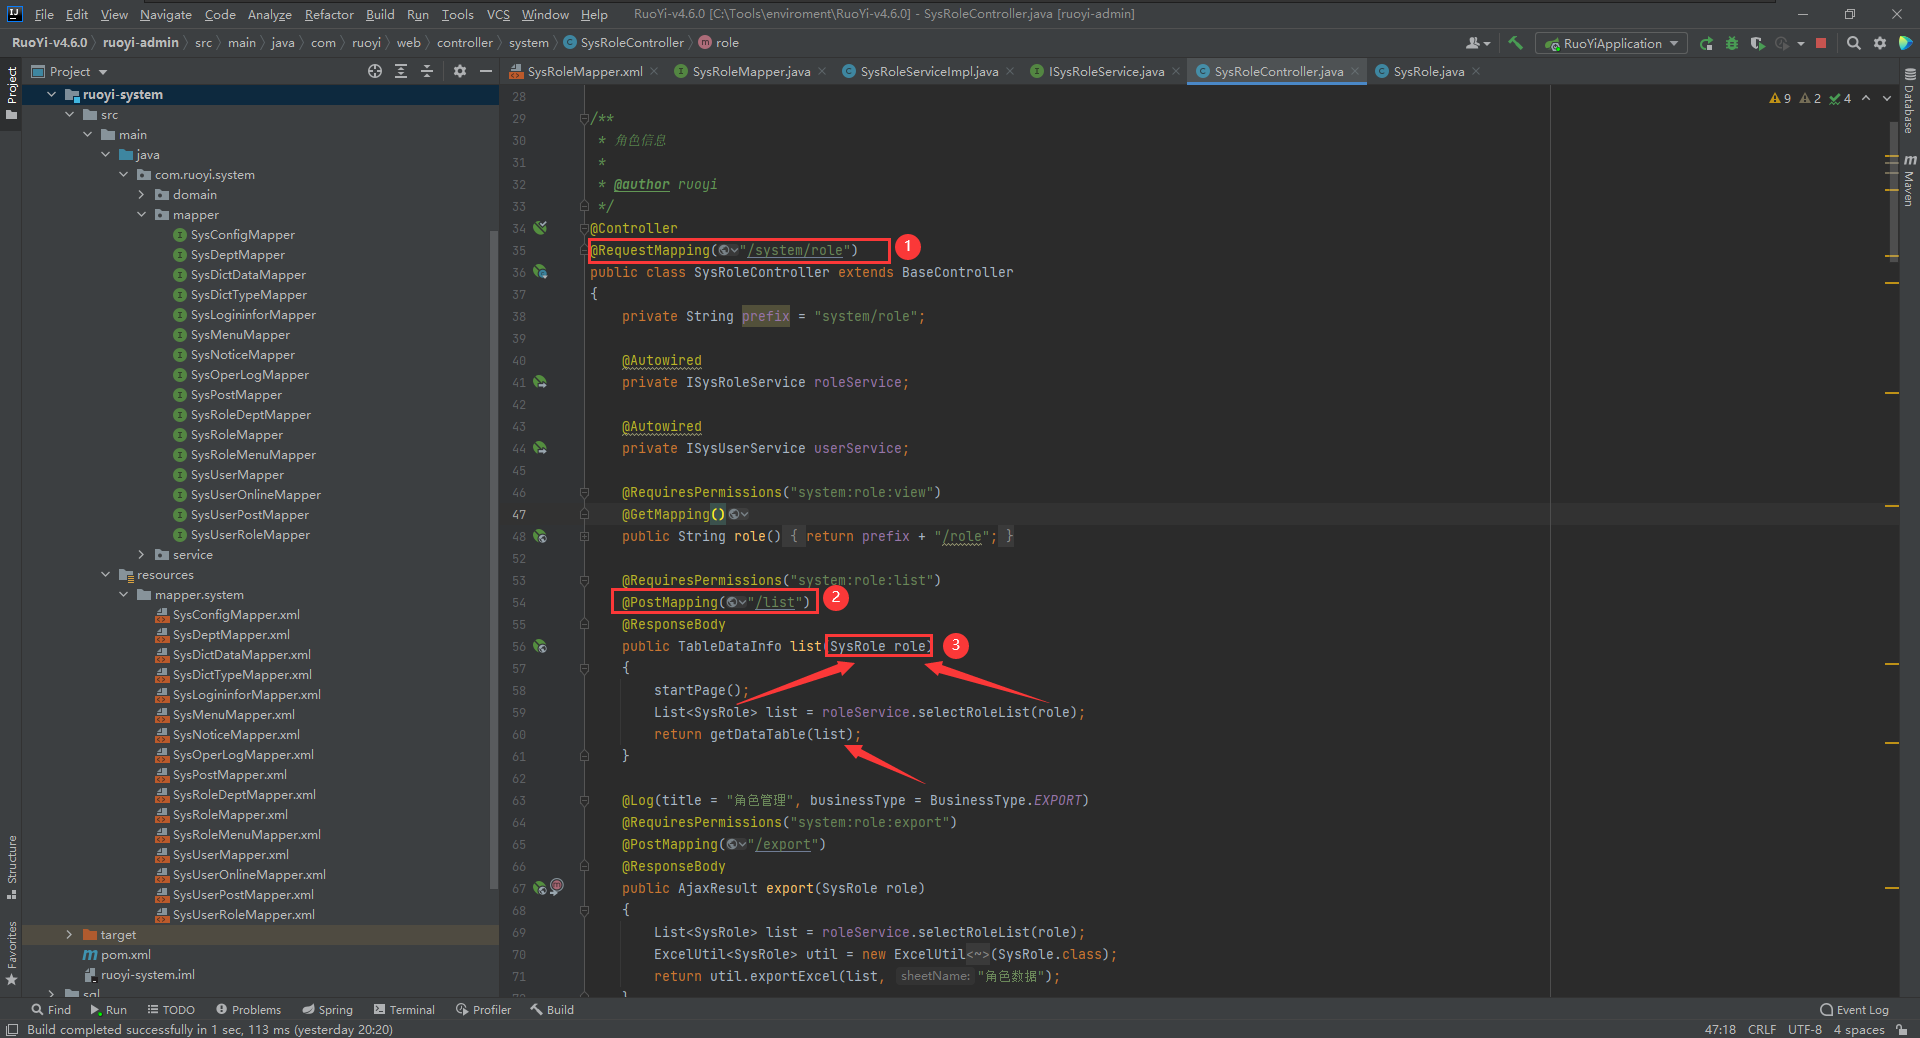 File Edit View Navigate Code Analyze Refactor Build Run Tools VCS Window Help RuoYi-v4.6.0 [C:\Tools\enviroment\RuoYi-v4.6.0] - SysRoleController.java [ruoyi-admin]
RuoYi-v4.6.0 ruoyi-admin src main java com ruoyi web controller system SysRoleController role RuoYiApplication
Project SysRoleMapper.xml SysRoleMapper.java SysRoleServiceImpl.java ISysRoleService.java SysRoleController.java SysRole.java
Project
Structure
Favorites
ruoyi-system
src
main
java
com.ruoyi.system
domain
mapper
SysConfigMapper
SysDeptMapper
SysDictDataMapper
SysDictTypeMapper
SysLogininforMapper
SysMenuMapper
SysNoticeMapper
SysOperLogMapper
SysPostMapper
SysRoleDeptMapper
SysRoleMapper
SysRoleMenuMapper
SysUserMapper
SysUserOnlineMapper
SysUserPostMapper
SysUserRoleMapper
service
resources
mapper.system
SysConfigMapper.xml
SysDeptMapper.xml
SysDictDataMapper.xml
SysDictTypeMapper.xml
SysLogininforMapper.xml
SysMenuMapper.xml
SysNoticeMapper.xml
SysOperLogMapper.xml
SysPostMapper.xml
SysRoleDeptMapper.xml
SysRoleMapper.xml
SysRoleMenuMapper.xml
SysUserMapper.xml
SysUserOnlineMapper.xml
SysUserPostMapper.xml
SysUserRoleMapper.xml
target
pom.xml
ruoyi-system.iml
sql
9 2 4
28
29 /**
30 * 角色信息
31 *
32 * @author ruoyi
33 */
34 @Controller
35 @RequestMapping("/system/role") 1
36 public class SysRoleController extends BaseController
37 {
38 private String prefix = "system/role";
39
40 @Autowired
41 private ISysRoleService roleService;
42
43 @Autowired
44 private ISysUserService userService;
45
46 @RequiresPermissions("system:role:view")
47 @GetMapping()
48 public String role() { return prefix + "/role"; }
52
53 @RequiresPermissions("system:role:list")
54 @PostMapping("/list") 2
55 @ResponseBody
56 public TableDataInfo list(SysRole role) 3
57 {
58 startPage();
59 List<SysRole> list = roleService.selectRoleList(role);
60 return getDataTable(list);
61 }
62
63 @Log(title = "角色管理", businessType = BusinessType.EXPORT)
64 @RequiresPermissions("system:role:export")
65 @PostMapping("/export")
66 @ResponseBody
67 public AjaxResult export(SysRole role)
68 {
69 List<SysRole> list = roleService.selectRoleList(role);
70 ExcelUtil<SysRole> util = new ExcelUtil<~>(SysRole.class);
71 return util.exportExcel(list, sheetName: "角色数据");
}
Database
Maven
Find Run TODO Problems Spring Terminal Profiler Build Event Log
Build completed successfully in 1 sec, 113 ms (yesterday 20:20) 47:18 CRLF UTF-8 4 spaces